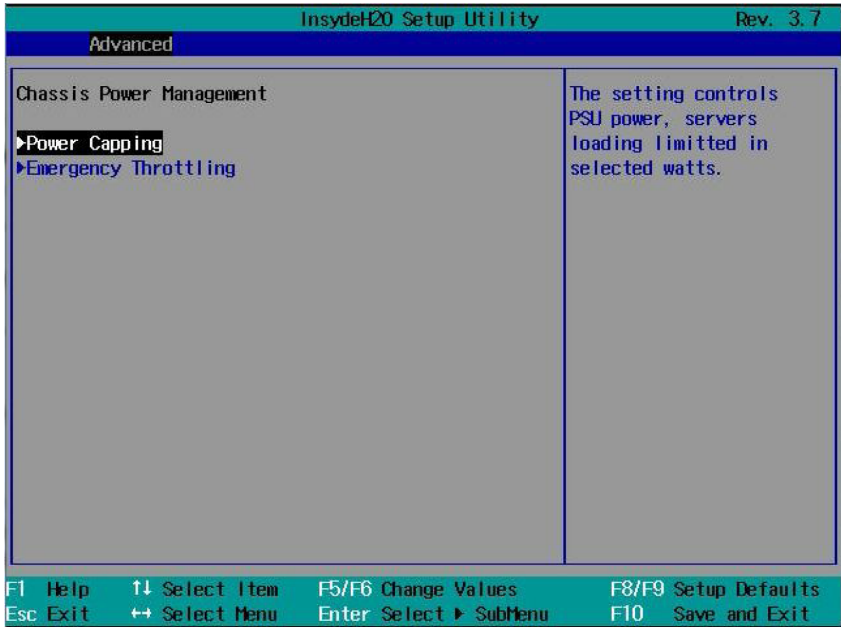 InsydeH20 Setup Utility Rev. 3.7
Advanced
Chassis Power Management
▶Power Capping
▶Emergency Throttling
The setting controls
PSU power, servers
loading limitted in
selected watts.
F1 Help ↑↓ Select Item F5/F6 Change Values F8/F9 Setup Defaults
Esc Exit ↔ Select Menu Enter Select ▶ SubMenu F10 Save and Exit